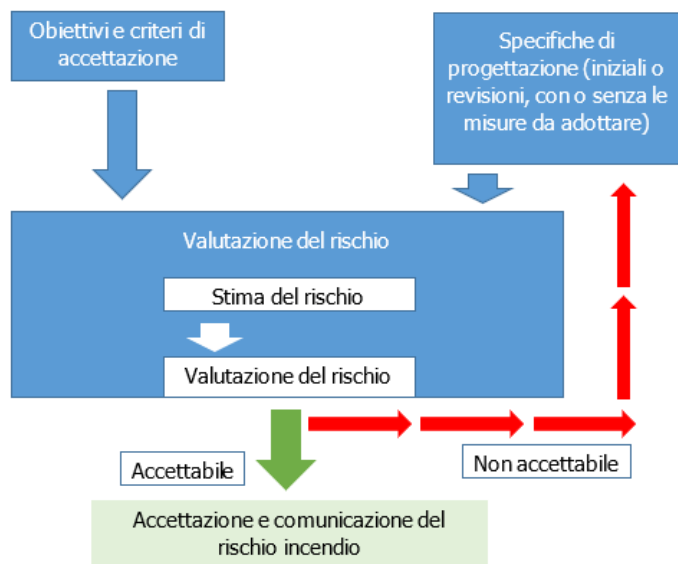 Obiettivi e criteri di
accettazione
Specifiche di
progettazione (iniziali o
revisioni, con o senza le
misure da adottare)
Valutazione del rischio
Stima del rischio
Valutazione del rischio
Accettabile
Non accettabile
Accettazione e comunicazione del
rischio incendio